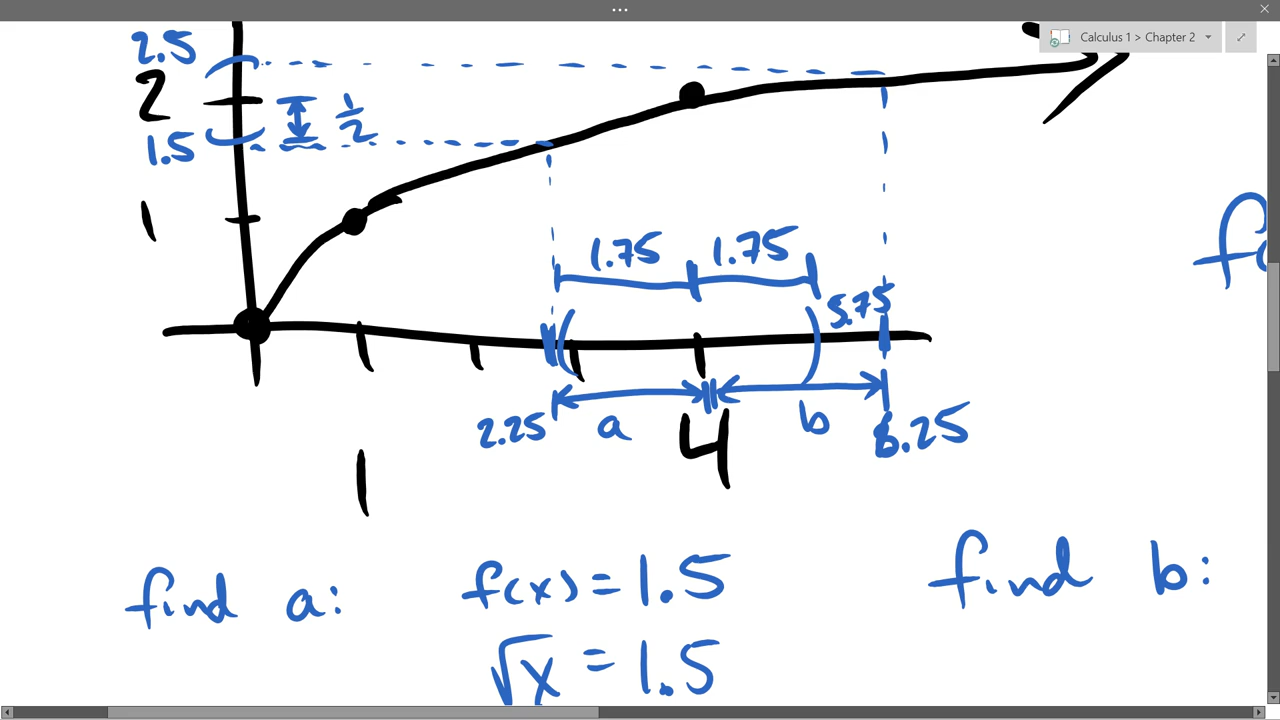 Calculus 1 > Chapter 2
2.5
2
1/2
1.5
1
1.75 1.75
5.75
2.25 a b 6.25
4
1
find a: f(x) = 1.5 find b:
√x = 1.5